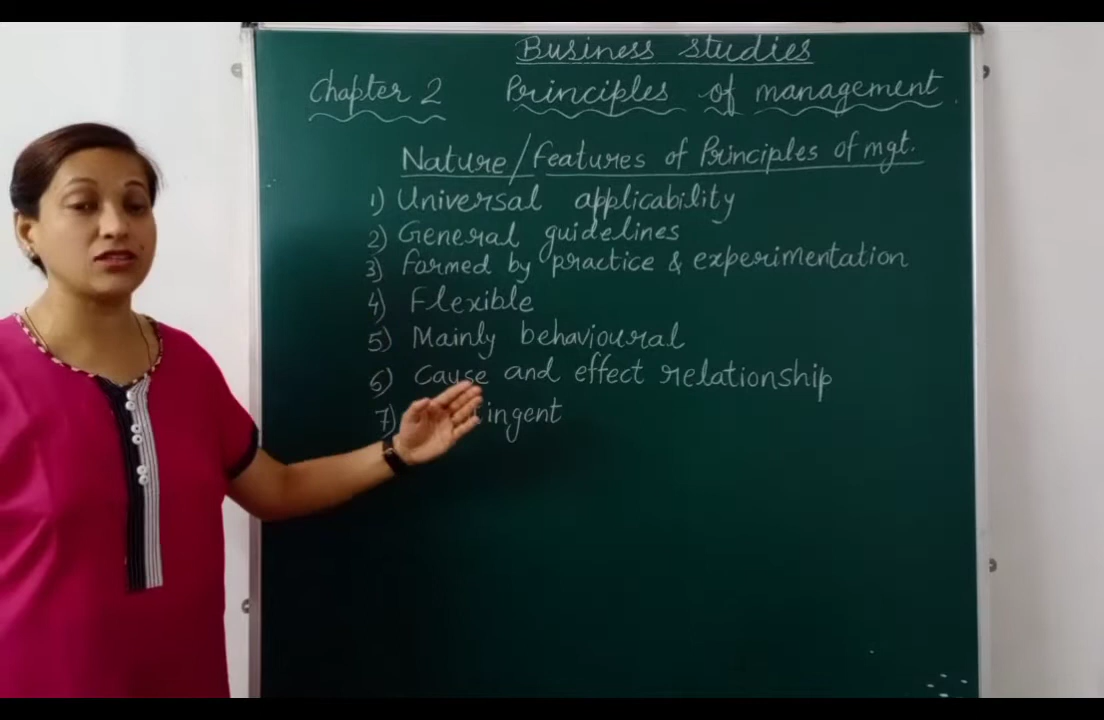 Business studies
Chapter 2 Principles of management
Nature/Features of Principles of mgt.
1) Universal applicability
2) General guidelines
3) Formed by practice & experimentation
4) Flexible
5) Mainly behavioural
6) Cause and effect relationship
7)